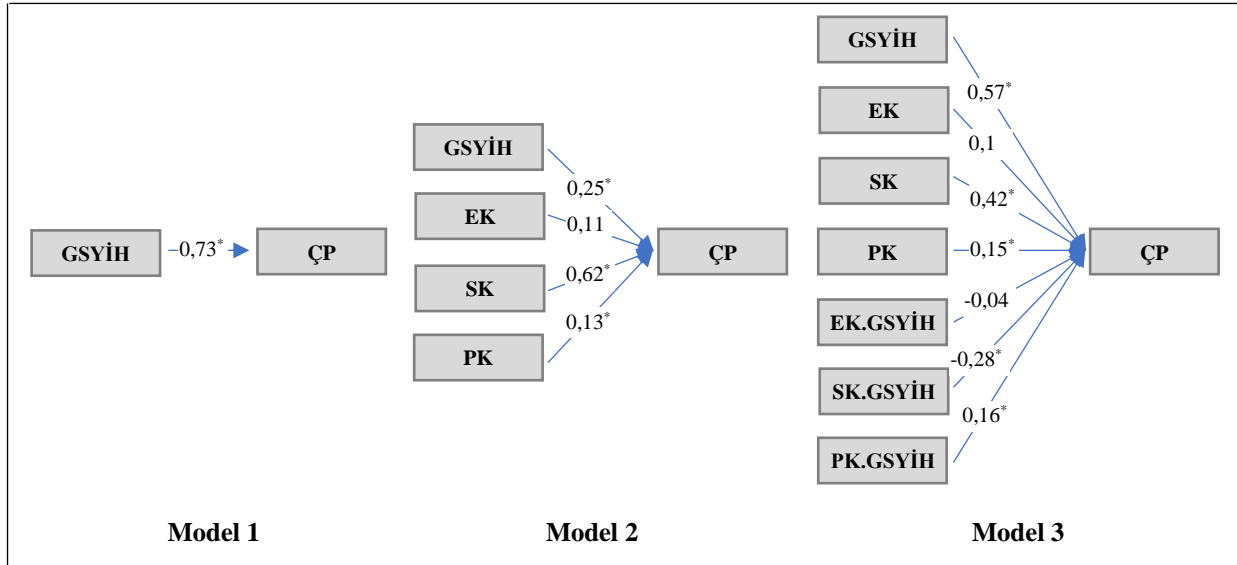 GSYİH
0,73*
ÇP
Model 1
GSYİH
EK
SK
PK
0,25*
0,11
0,62*
0,13*
ÇP
Model 2
GSYİH
EK
SK
PK
EK.GSYİH
SK.GSYİH
PK.GSYİH
0,57*
0,1
0,42*
0,15*
-0,04
-0,28*
0,16*
ÇP
Model 3